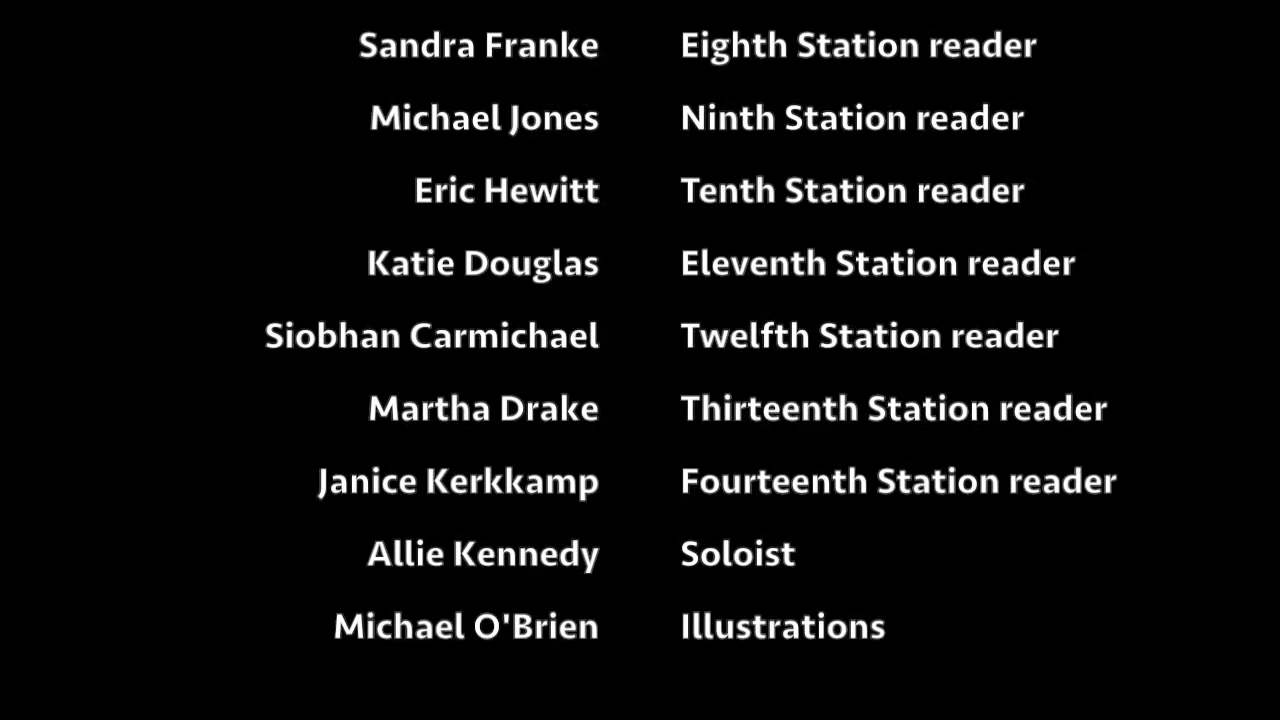 Sandra Franke Eighth Station reader
Michael Jones Ninth Station reader
Eric Hewitt Tenth Station reader
Katie Douglas Eleventh Station reader
Siobhan Carmichael Twelfth Station reader
Martha Drake Thirteenth Station reader
Janice Kerkkamp Fourteenth Station reader
Allie Kennedy Soloist
Michael O'Brien Illustrations